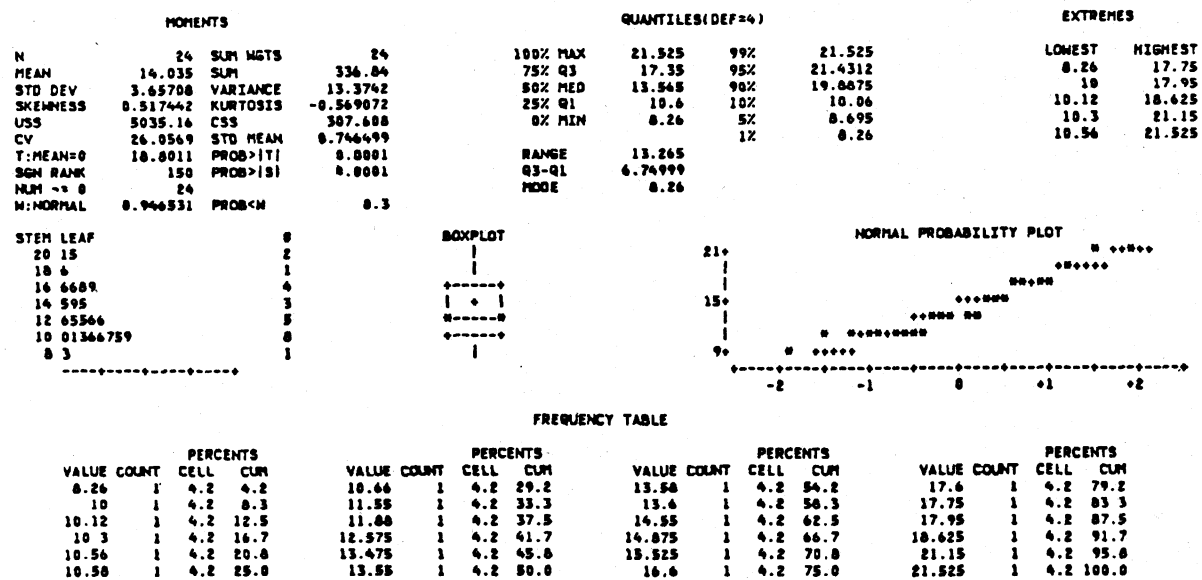 MOMENTS QUANTILES(DEF=4) EXTREMES
N 24 SUM WGTS 24 100% MAX 21.525 99% 21.525 LOWEST HIGHEST
MEAN 14.035 SUM 336.84 75% Q3 17.35 95% 21.4312 8.26 17.75
STD DEV 3.65708 VARIANCE 13.3742 50% MED 13.565 90% 19.8875 10 17.95
SKEWNESS 0.517442 KURTOSIS -0.569072 25% Q1 10.6 10% 10.06 10.12 18.625
USS 5035.16 CSS 307.608 0% MIN 8.26 5% 8.695 10.3 21.15
CV 26.0569 STD MEAN 0.746499 1% 8.26 10.56 21.525
T:MEAN=0 18.8011 PROB>|T| 0.0001 RANGE 13.265
SGN RANK 150 PROB>|S| 0.0001 Q3-Q1 6.74999
NUM ¬= 0 24 MODE 8.26
W:NORMAL 0.946531 PROB<W 0.3
STEM LEAF # BOXPLOT NORMAL PROBABILITY PLOT
20 15 2 21+
18 6 1
16 6689 4
14 595 3 15+
12 65566 5
10 01366759 8
8 3 1 9+
-2 -1 0 +1 +2
FREQUENCY TABLE
PERCENTS PERCENTS PERCENTS PERCENTS
VALUE COUNT CELL CUM VALUE COUNT CELL CUM VALUE COUNT CELL CUM VALUE COUNT CELL CUM
8.26 1 4.2 4.2 10.66 1 4.2 29.2 13.58 1 4.2 54.2 17.6 1 4.2 79.2
10 1 4.2 8.3 11.55 1 4.2 33.3 13.6 1 4.2 58.3 17.75 1 4.2 83 3
10.12 1 4.2 12.5 11.88 1 4.2 37.5 14.55 1 4.2 62.5 17.95 1 4.2 87.5
10 3 1 4.2 16.7 12.575 1 4.2 41.7 14.875 1 4.2 66.7 18.625 1 4.2 91.7
10.56 1 4.2 20.8 13.475 1 4.2 45.8 15.525 1 4.2 70.8 21.15 1 4.2 95.8
10.58 1 4.2 25.0 13.55 1 4.2 50.0 16.6 1 4.2 75.0 21.525 1 4.2 100.0